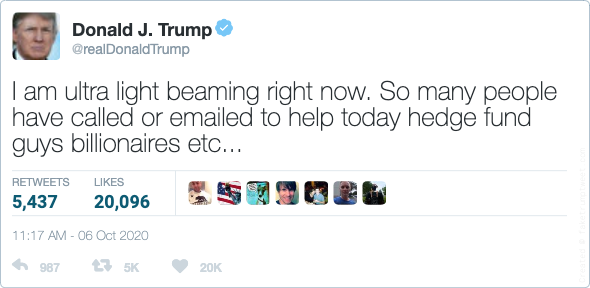 Donald J. Trump
@realDonaldTrump
I am ultra light beaming right now. So many people
have called or emailed to help today hedge fund
guys billionaires etc...
RETWEETS LIKES
5,437 20,096
11:17 AM - 06 Oct 2020
987 5K 20K